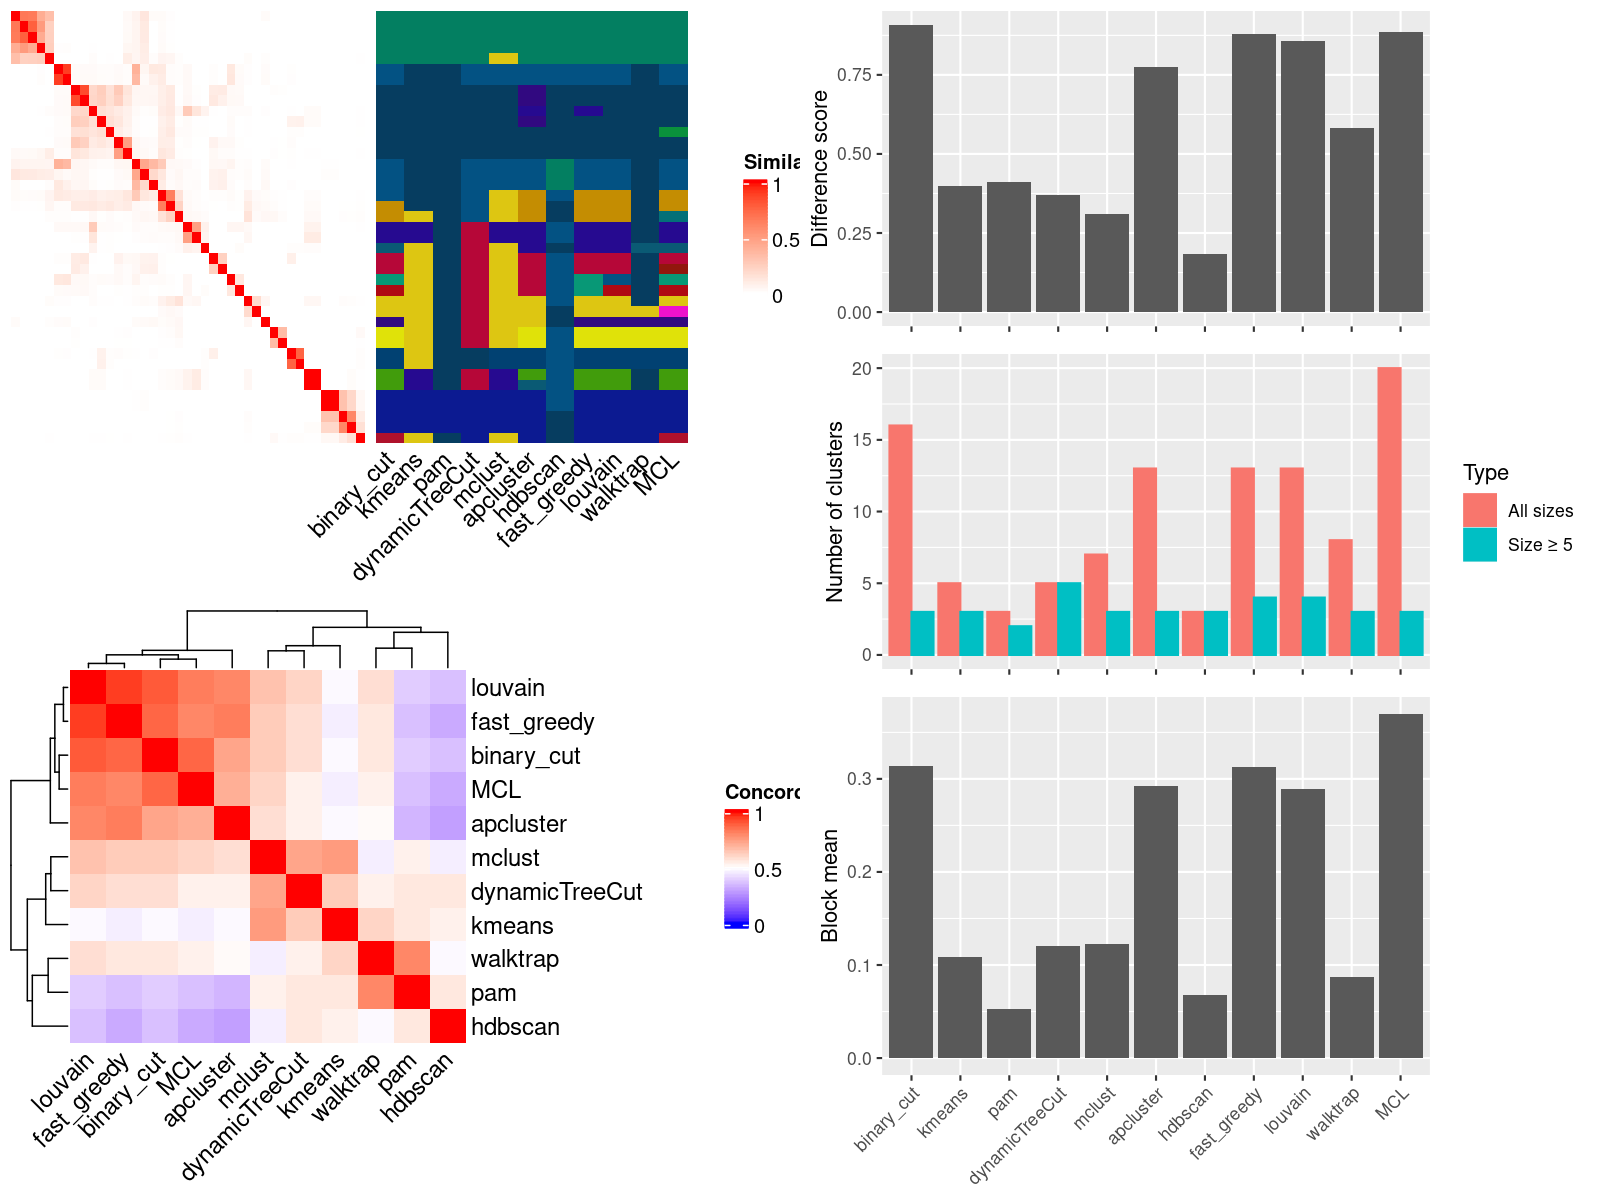 Simila
1
0.5
0
binary_cut
kmeans
pam
dynamicTreeCut
mclust
apcluster
hdbscan
fast_greedy
louvain
walktrap
MCL
louvain
fast_greedy
binary_cut
MCL
apcluster
mclust
dynamicTreeCut
kmeans
walktrap
pam
hdbscan
louvain
fast_greedy
binary_cut
MCL
apcluster
mclust
dynamicTreeCut
kmeans
walktrap
pam
hdbscan
Concord
1
0.5
0
Difference score
0.75
0.50
0.25
0.00
Number of clusters
20
15
10
5
0
Type
All sizes
Size ≥ 5
Block mean
0.3
0.2
0.1
0.0
binary_cut
kmeans
pam
dynamicTreeCut
mclust
apcluster
hdbscan
fast_greedy
louvain
walktrap
MCL